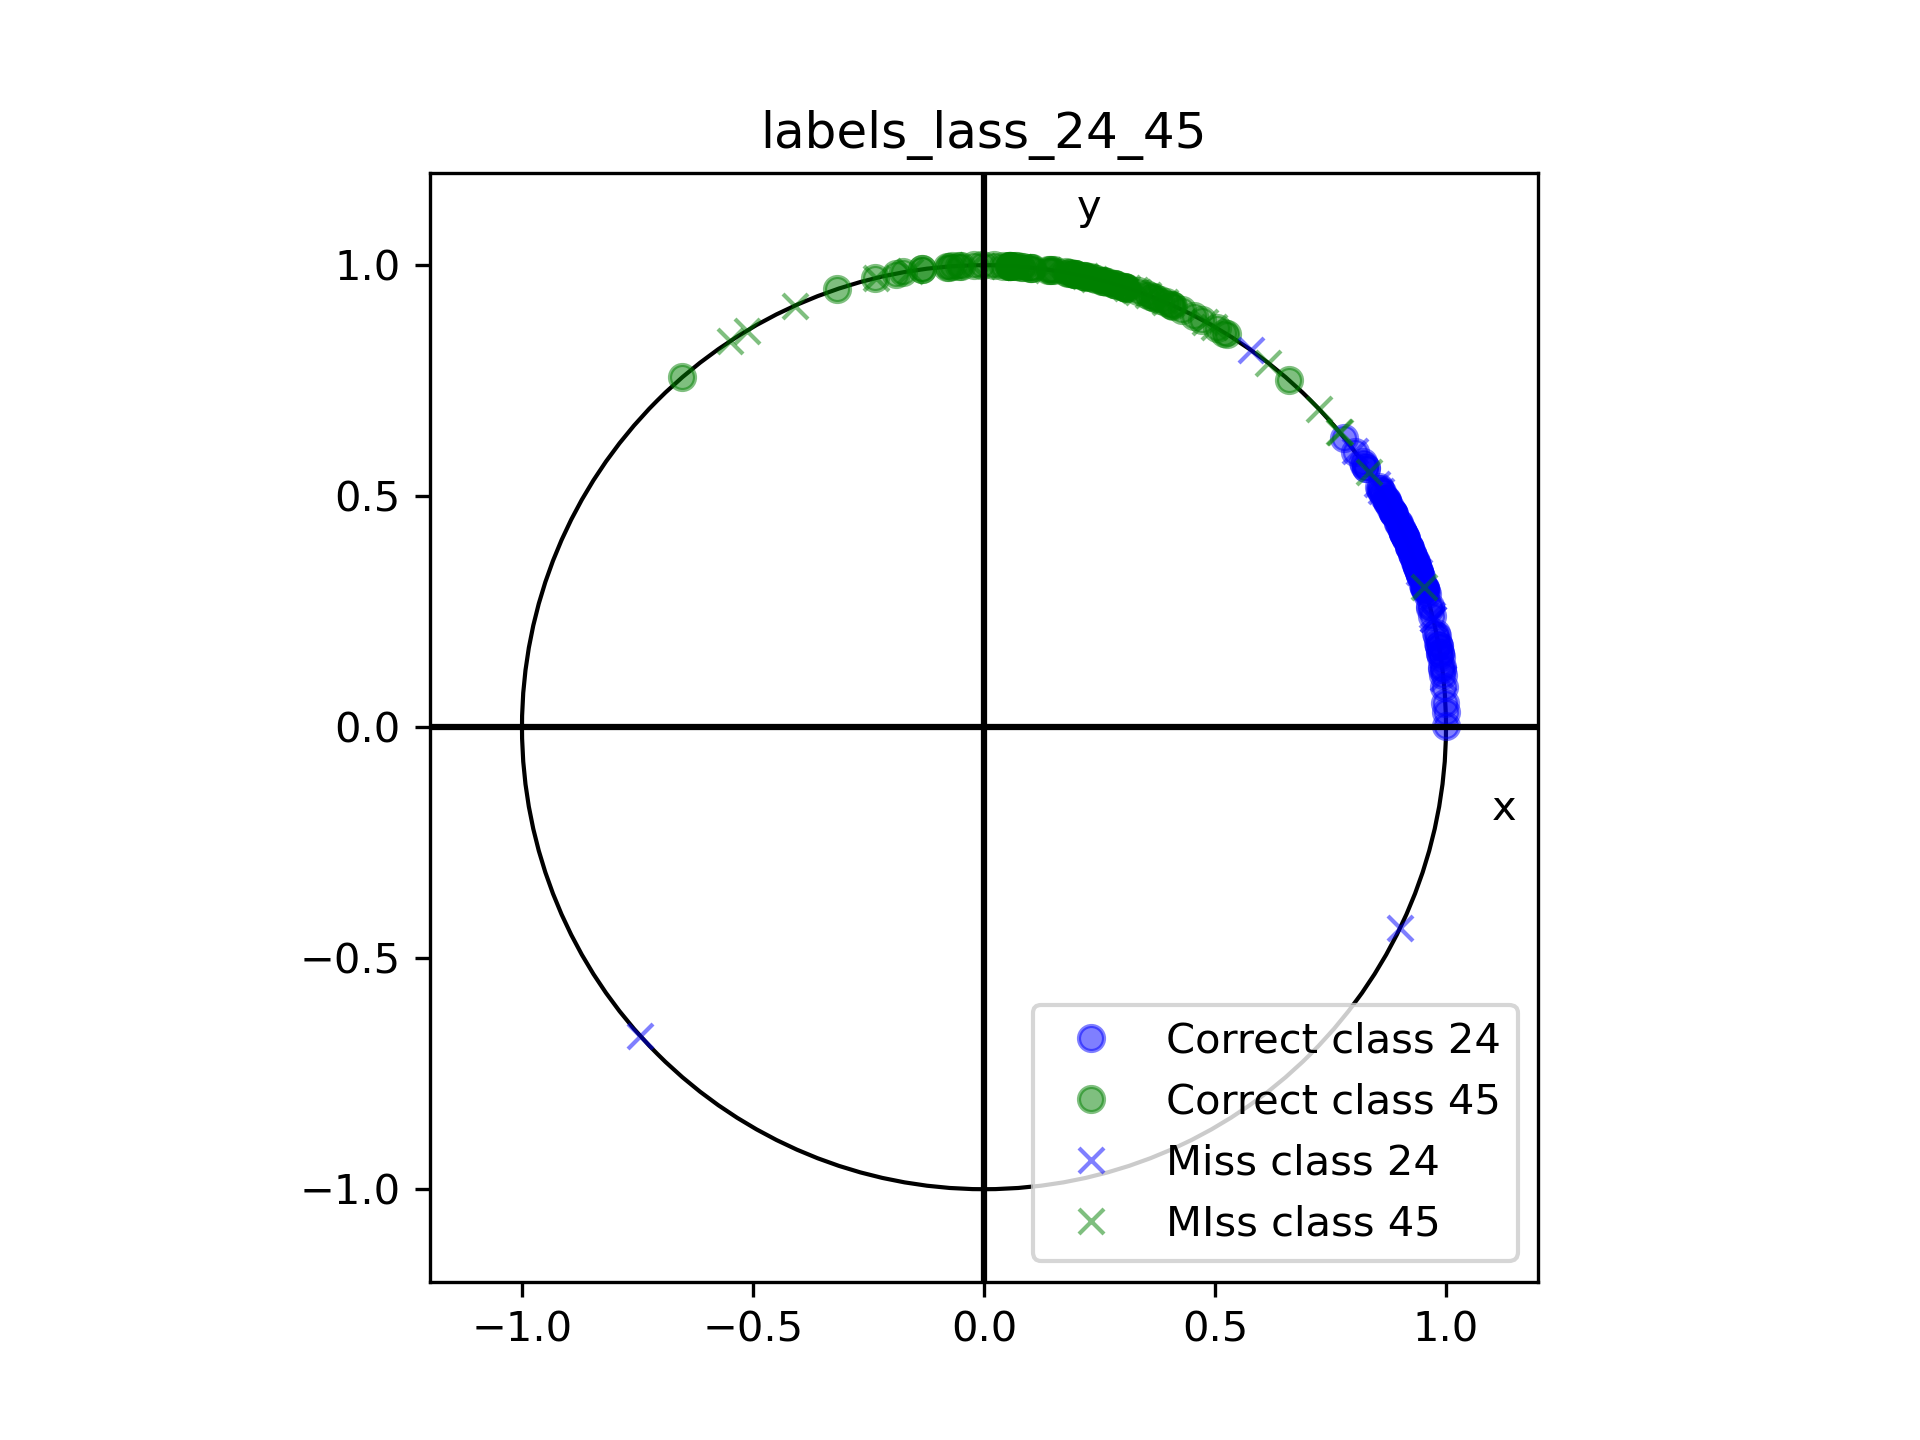 labels_lass_24_45
y
1.0
0.5
0.0
x
−0.5
−1.0
Correct class 24
Correct class 45
Miss class 24
MIss class 45
−1.0 −0.5 0.0 0.5 1.0